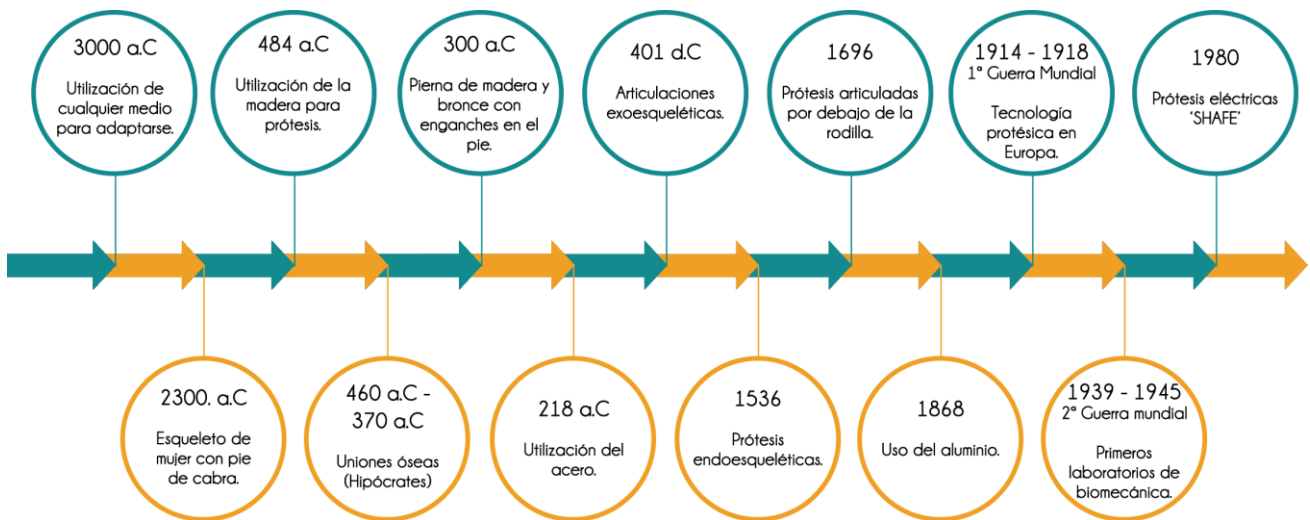 3000 a.C
Utilización de
cualquier medio
para adaptarse.
484 a.C
Utilización de la
madera para
prótesis.
300 a.C
Pierna de madera y
bronce con
enganches en el
pie.
401 d.C
Articulaciones
exoesqueléticas.
1696
Prótesis articuladas
por debajo de la
rodilla.
1914 - 1918
1ª Guerra Mundial
Tecnología
protésica en
Europa.
1980
Prótesis eléctricas
'SHAFE'
2300. a.C
Esqueleto de
mujer con pie
de cabra.
460 a.C -
370 a.C
Uniones óseas
(Hipócrates)
218 a.C
Utilización del
acero.
1536
Prótesis
endoesqueléticas.
1868
Uso del aluminio.
1939 - 1945
2ª Guerra mundial
Primeros
laboratorios de
biomecánica.